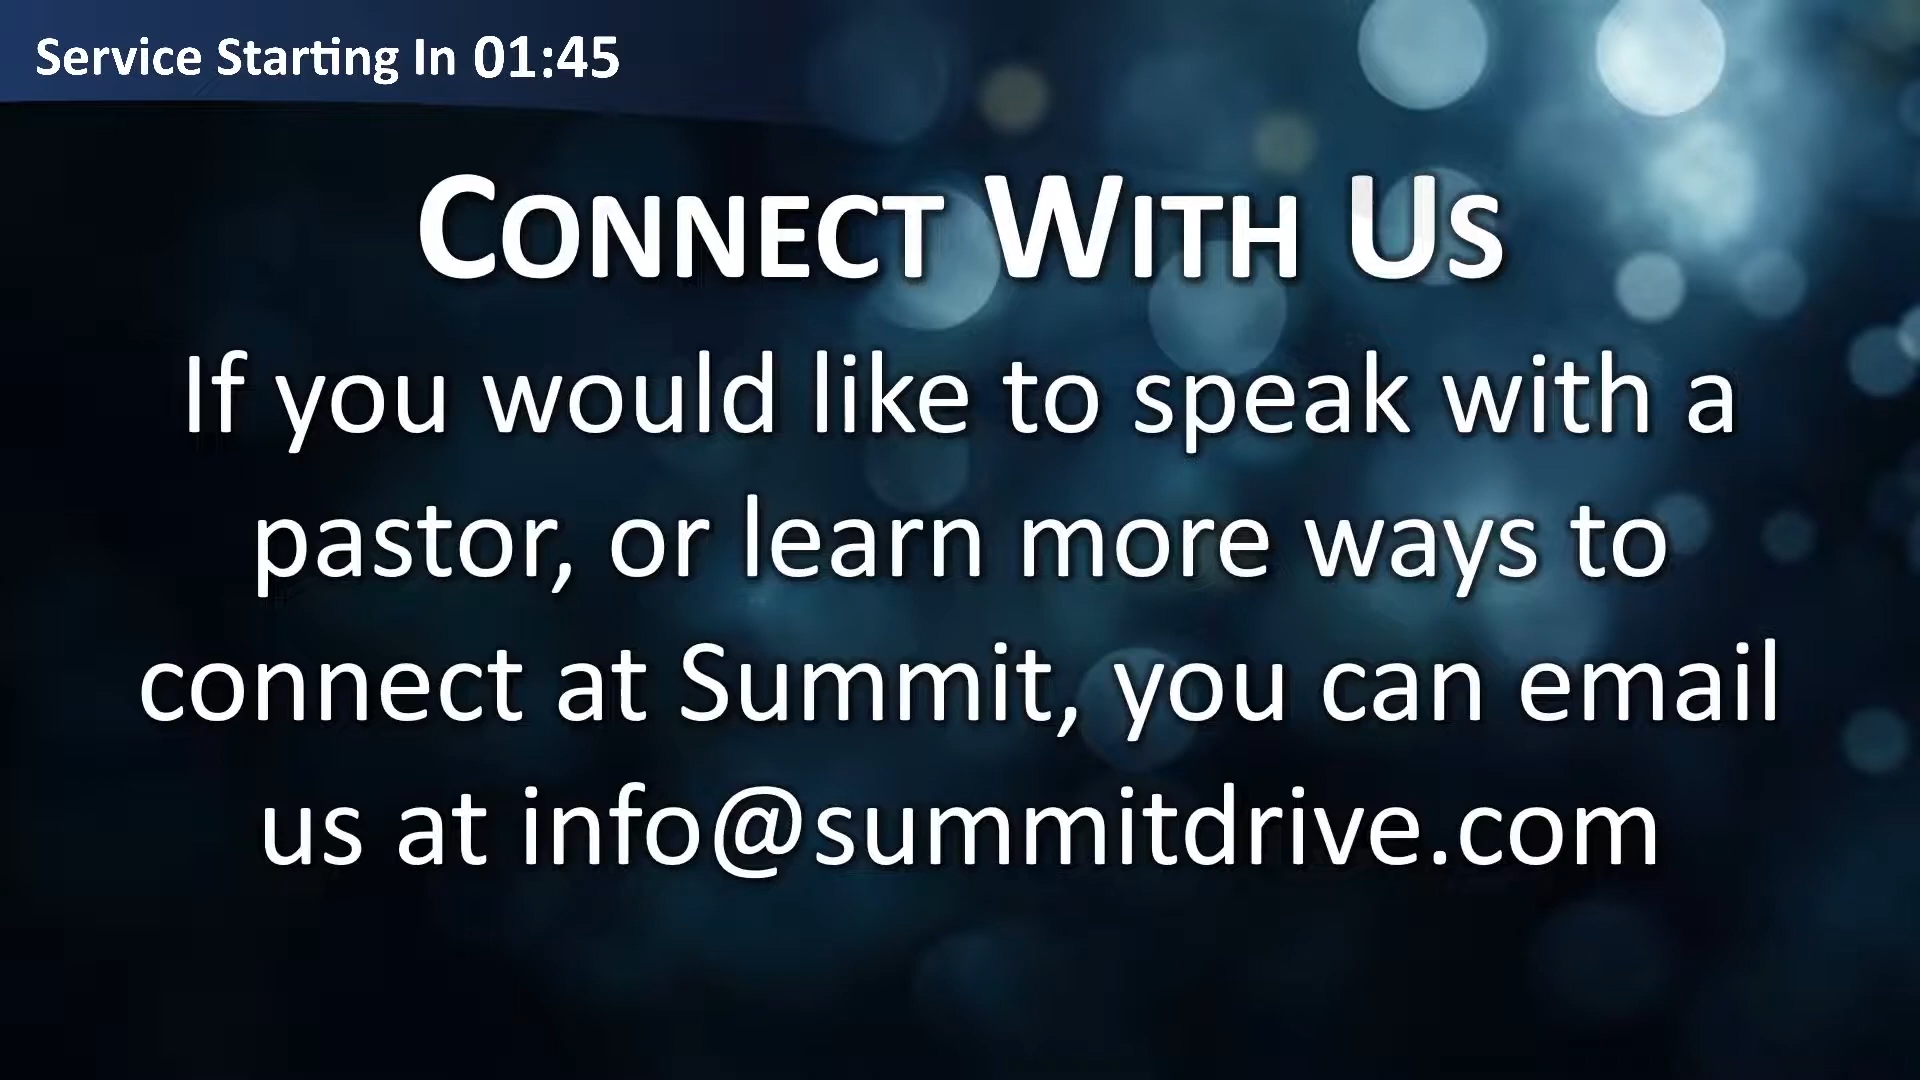 Service Starting In 01:45
CONNECT WITH US
If you would like to speak with a
pastor, or learn more ways to
connect at Summit, you can email
us at info@summitdrive.com